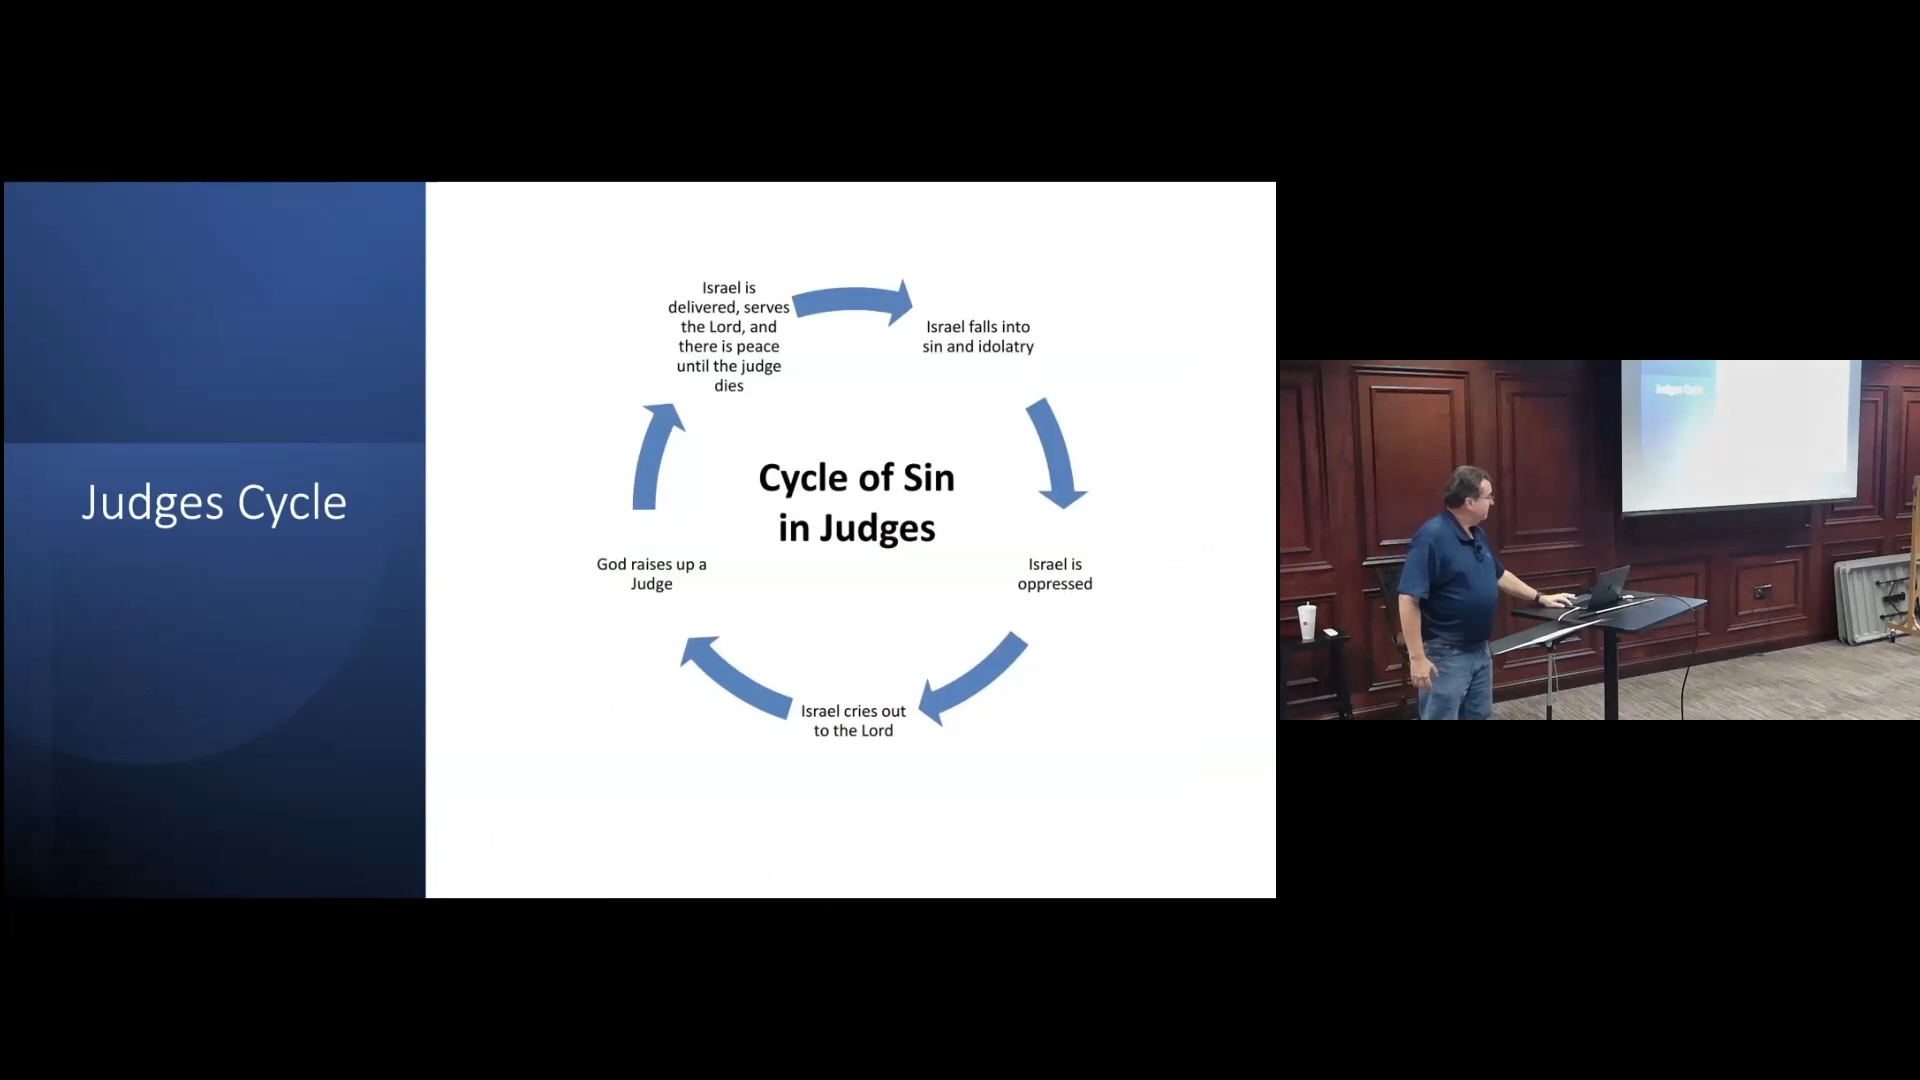 Judges Cycle
Israel is
delivered, serves
the Lord, and
there is peace
until the judge
dies
Israel falls into
sin and idolatry
Cycle of Sin
in Judges
God raises up a
Judge
Israel is
oppressed
Israel cries out
to the Lord
Judges Cycle